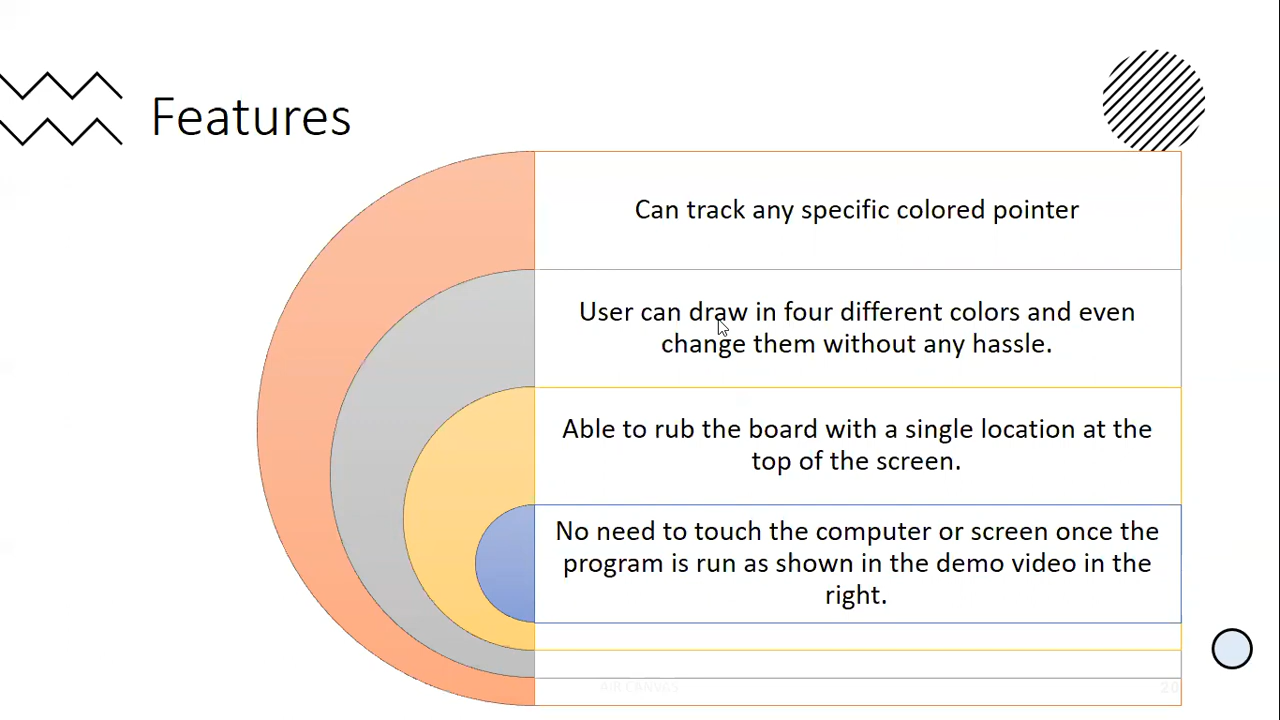 Features
Can track any specific colored pointer
User can draw in four different colors and even
change them without any hassle.
Able to rub the board with a single location at the
top of the screen.
No need to touch the computer or screen once the
program is run as shown in the demo video in the
right.
AIR CANVAS
20